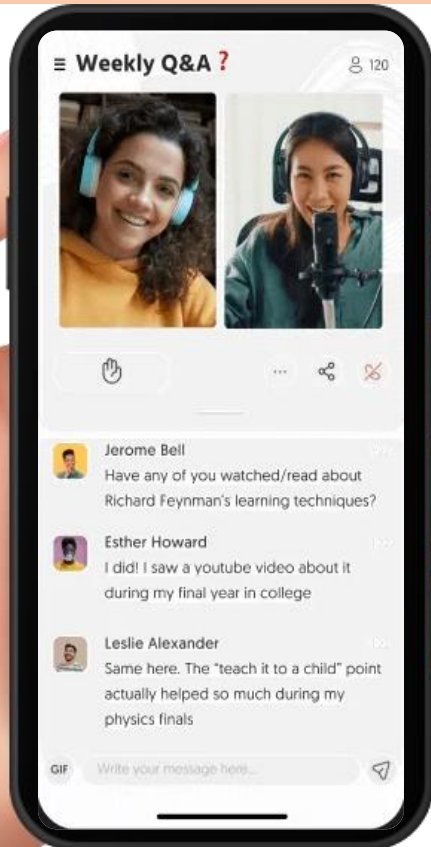 Weekly Q&A ?
120
Jerome Bell
Have any of you watched/read about
Richard Feynman's learning techniques?
Esther Howard
I did! I saw a youtube video about it
during my final year in college
Leslie Alexander
Same here. The “teach it to a child” point
actually helped so much during my
physics finals
GIF
Write your message here...